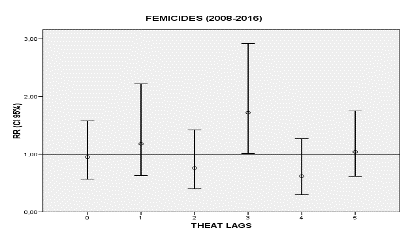 FEMICIDES (2008-2016)
3,00
2,00
1,00
0,00
RR (CI 95%)
0 1 2 3 4 5
THEAT LAGS